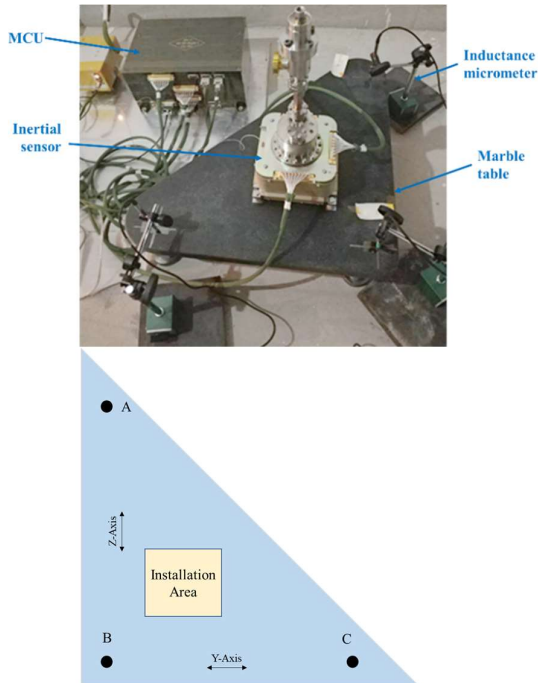 MCU
Inductance
micrometer
Inertial
sensor
Marble
table
A
Z-Axis
Installation
Area
B
C
Y-Axis